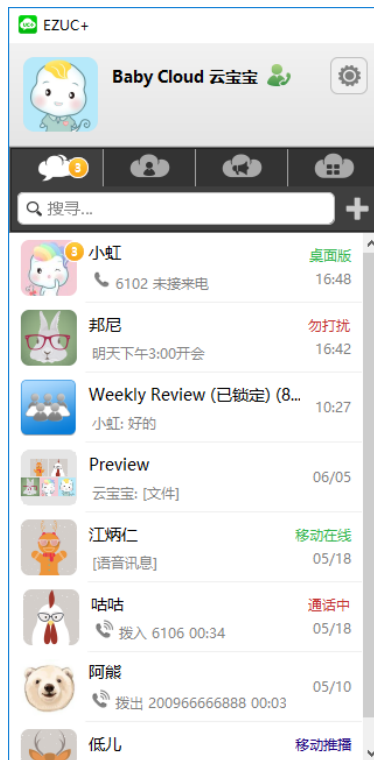 EZUC+
Baby Cloud 云宝宝
3
搜寻...
3 小虹 桌面版
6102 未接来电 16:48
邦尼 勿打扰
明天下午3:00开会 16:42
Weekly Review (已锁定) (8... 10:27
小虹: 好的
Preview 06/05
云宝宝: [文件]
江炳仁 移动在线
[语音讯息] 05/18
咕咕 通话中
拨入 6106 00:34 05/18
阿熊 05/10
拨出 200966666888 00:03
低儿 移动推播